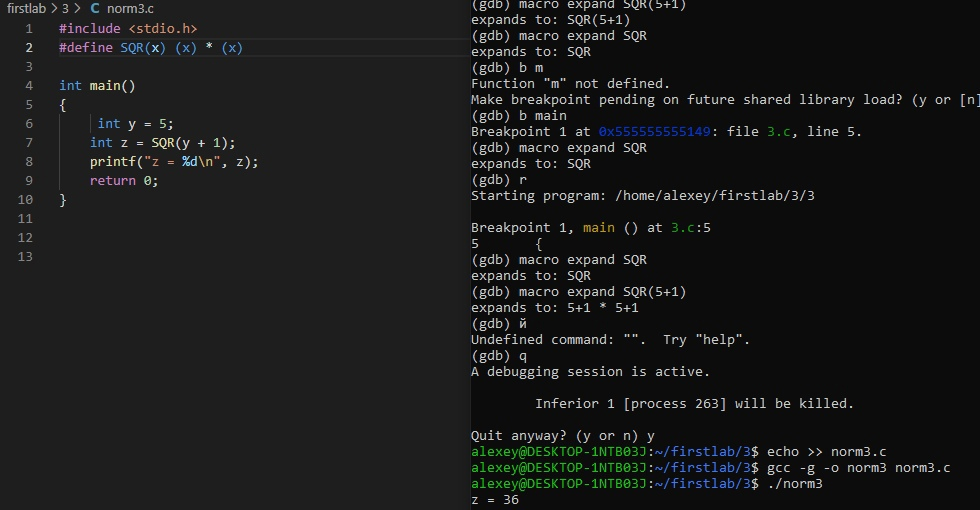 firstlab > 3 > C norm3.c
1 #include <stdio.h>
2 #define SQR(x) (x) * (x)
3
4 int main()
5 {
6 int y = 5;
7 int z = SQR(y + 1);
8 printf("z = %d\n", z);
9 return 0;
10 }
11
12
13
(gdb) macro expand SQR(5+1)
expands to: SQR(5+1)
(gdb) macro expand SQR
expands to: SQR
(gdb) b m
Function "m" not defined.
Make breakpoint pending on future shared library load? (y or [n]
(gdb) b main
Breakpoint 1 at 0x555555555149: file 3.c, line 5.
(gdb) macro expand SQR
expands to: SQR
(gdb) r
Starting program: /home/alexey/firstlab/3/3

Breakpoint 1, main () at 3.c:5
5 {
(gdb) macro expand SQR
expands to: SQR
(gdb) macro expand SQR(5+1)
expands to: 5+1 * 5+1
(gdb) й
Undefined command: "". Try "help".
(gdb) q
A debugging session is active.

Inferior 1 [process 263] will be killed.

Quit anyway? (y or n) y
alexey@DESKTOP-1NTB03J:~/firstlab/3$ echo >> norm3.c
alexey@DESKTOP-1NTB03J:~/firstlab/3$ gcc -g -o norm3 norm3.c
alexey@DESKTOP-1NTB03J:~/firstlab/3$ ./norm3
z = 36